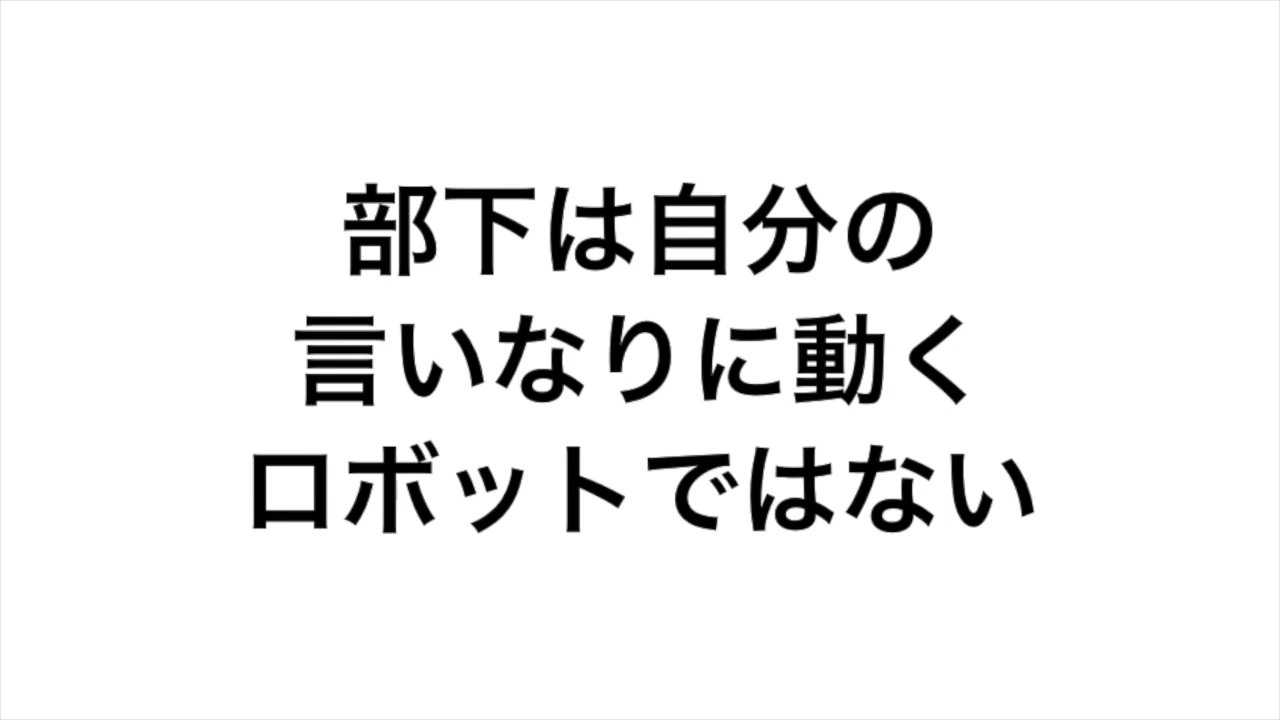 部下は自分の
言いなりに動く
ロボットではない